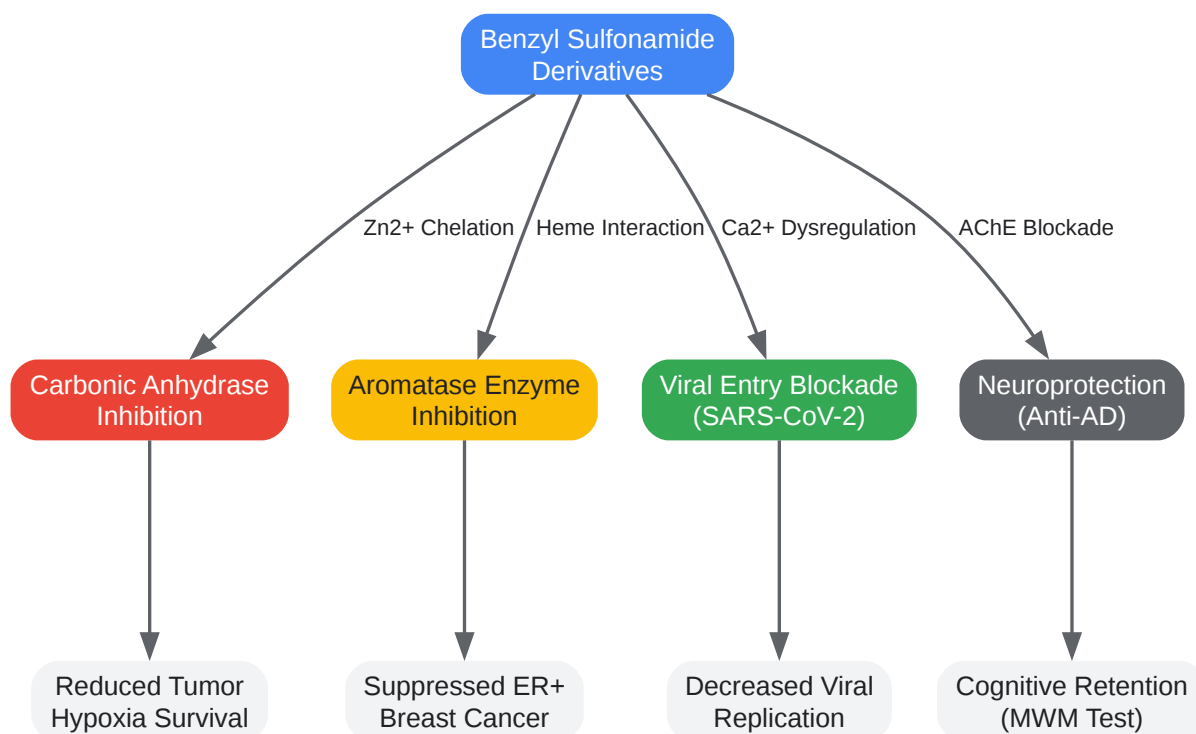 Benzyl Sulfonamide
Derivatives
Zn2+ Chelation
Heme Interaction
Ca2+ Dysregulation
AChE Blockade
Carbonic Anhydrase
Inhibition
Aromatase Enzyme
Inhibition
Viral Entry Blockade
(SARS-CoV-2)
Neuroprotection
(Anti-AD)
Reduced Tumor
Hypoxia Survival
Suppressed ER+
Breast Cancer
Decreased Viral
Replication
Cognitive Retention
(MWM Test)